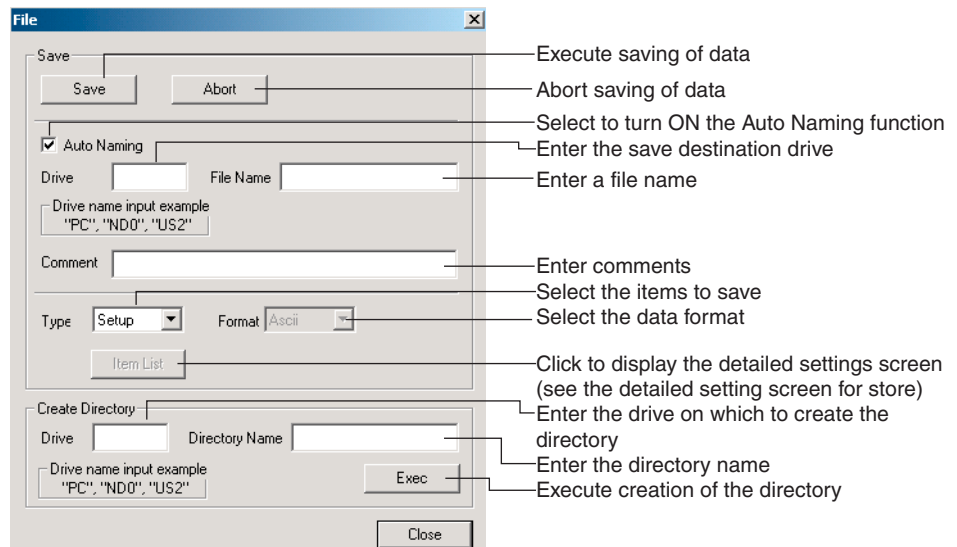 File
Save
Save Abort
Execute saving of data
Abort saving of data
Select to turn ON the Auto Naming function
Auto Naming
Enter the save destination drive
Drive File Name
Enter a file name
Drive name input example
"PC", "ND0", "US2"
Comment
Enter comments
Select the items to save
Type Setup Format Ascii
Select the data format
Item List
Click to display the detailed settings screen
(see the detailed setting screen for store)
Create Directory
Enter the drive on which to create the
directory
Drive Directory Name
Enter the directory name
Drive name input example
"PC", "ND0", "US2"
Exec
Execute creation of the directory
Close